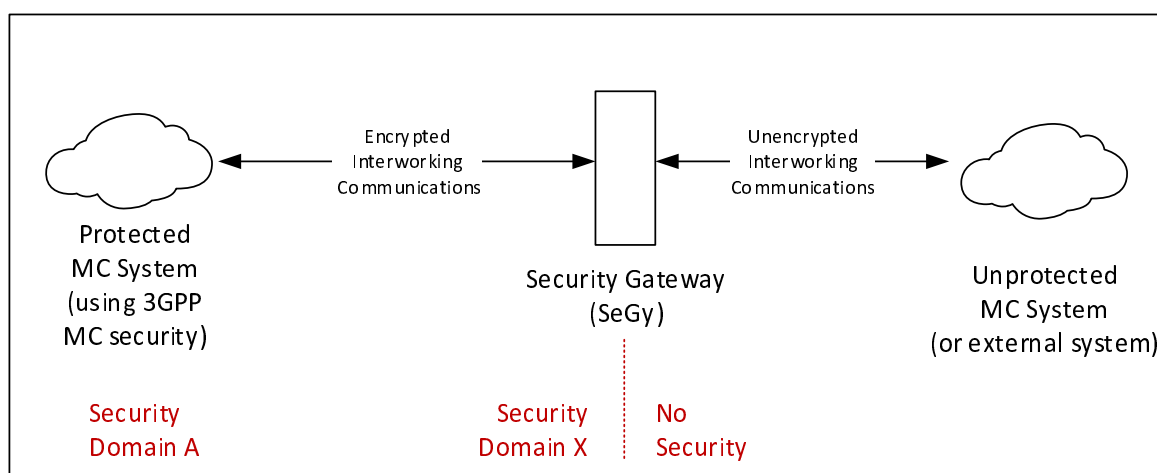 Encrypted
Interworking
Communications
Unencrypted
Interworking
Communications
Protected
MC System
(using 3GPP
MC security)
Security Gateway
(SeGy)
Unprotected
MC System
(or external system)
Security
Domain A
Security
Domain X
No
Security